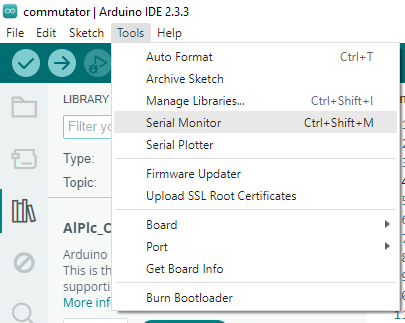 commutator | Arduino IDE 2.3.3
File Edit Sketch Tools Help
Auto Format Ctrl+T
Archive Sketch
LIBRARY
Manage Libraries... Ctrl+Shift+I
Filter yo
Serial Monitor Ctrl+Shift+M
Serial Plotter
Type:
Topic:
Firmware Updater
Upload SSL Root Certificates
Board
AlPlc_O
Port
Arduino
This is th
Get Board Info
supporti
More info
Burn Bootloader